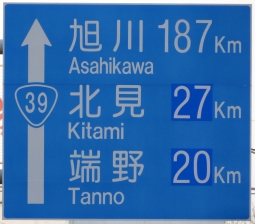 旭川 187Km
Asahikawa
39
北見 27Km
Kitami
端野 20Km
Tanno